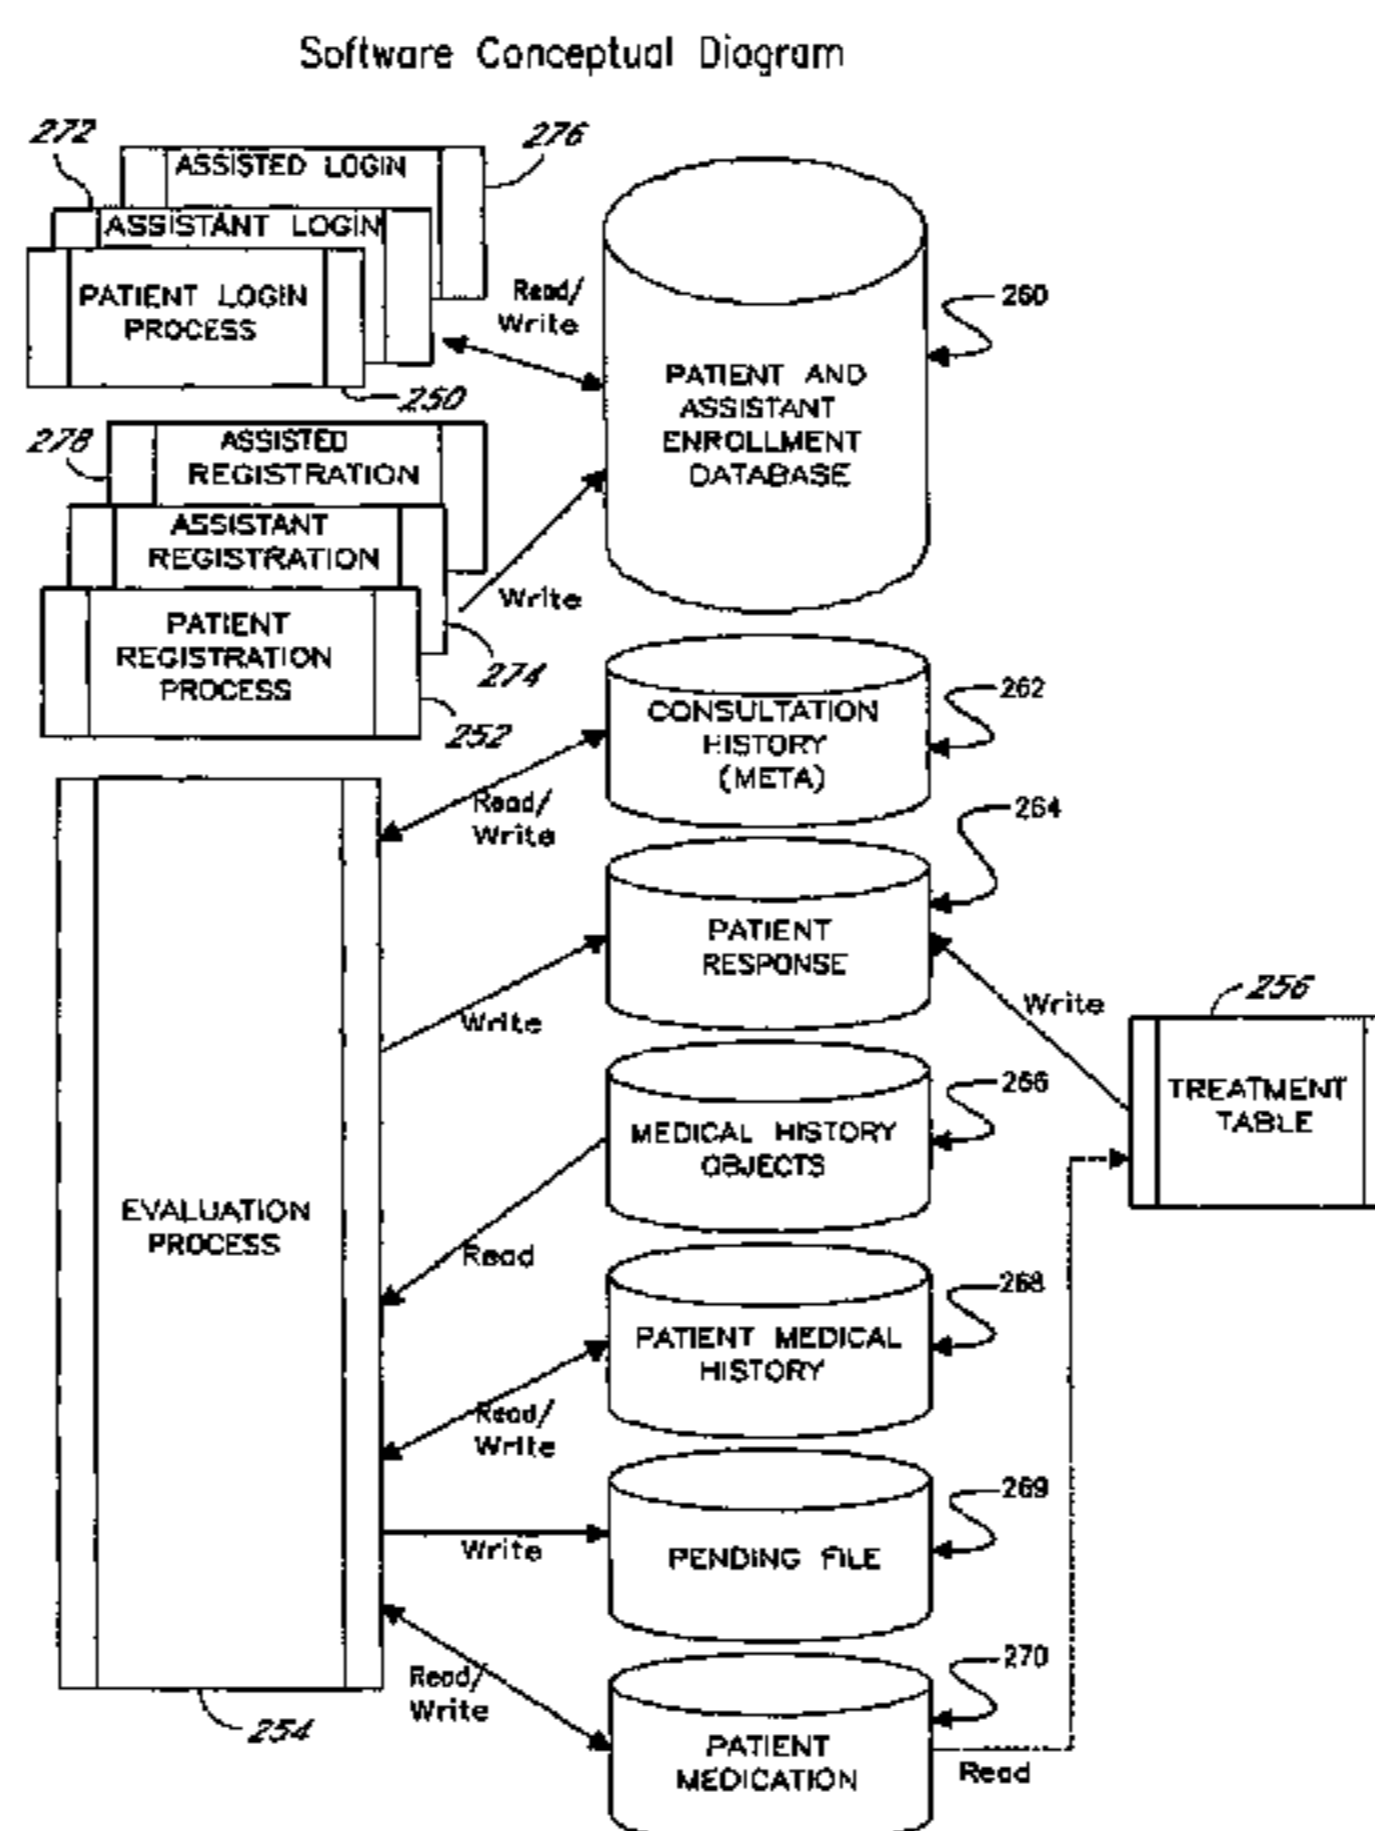 Software Conceptual Diagram
272
276
ASSISTED LOGIN
ASSISTANT LOGIN
PATIENT LOGIN
PROCESS
250
Read/
Write
260
PATIENT AND
ASSISTANT
ENROLLMENT
DATABASE
278
ASSISTED
REGISTRATION
ASSISTANT
REGISTRATION
PATIENT
REGISTRATION
PROCESS
274
252
Write
CONSULTATION
HISTORY
(META)
262
Read/
Write
264
PATIENT
RESPONSE
Write
Write
256
TREATMENT
TABLE
MEDICAL HISTORY
OBJECTS
266
EVALUATION
PROCESS
Read
268
PATIENT MEDICAL
HISTORY
Read/
Write
269
PENDING FILE
Write
270
Read/
Write
PATIENT
MEDICATION
Read
254